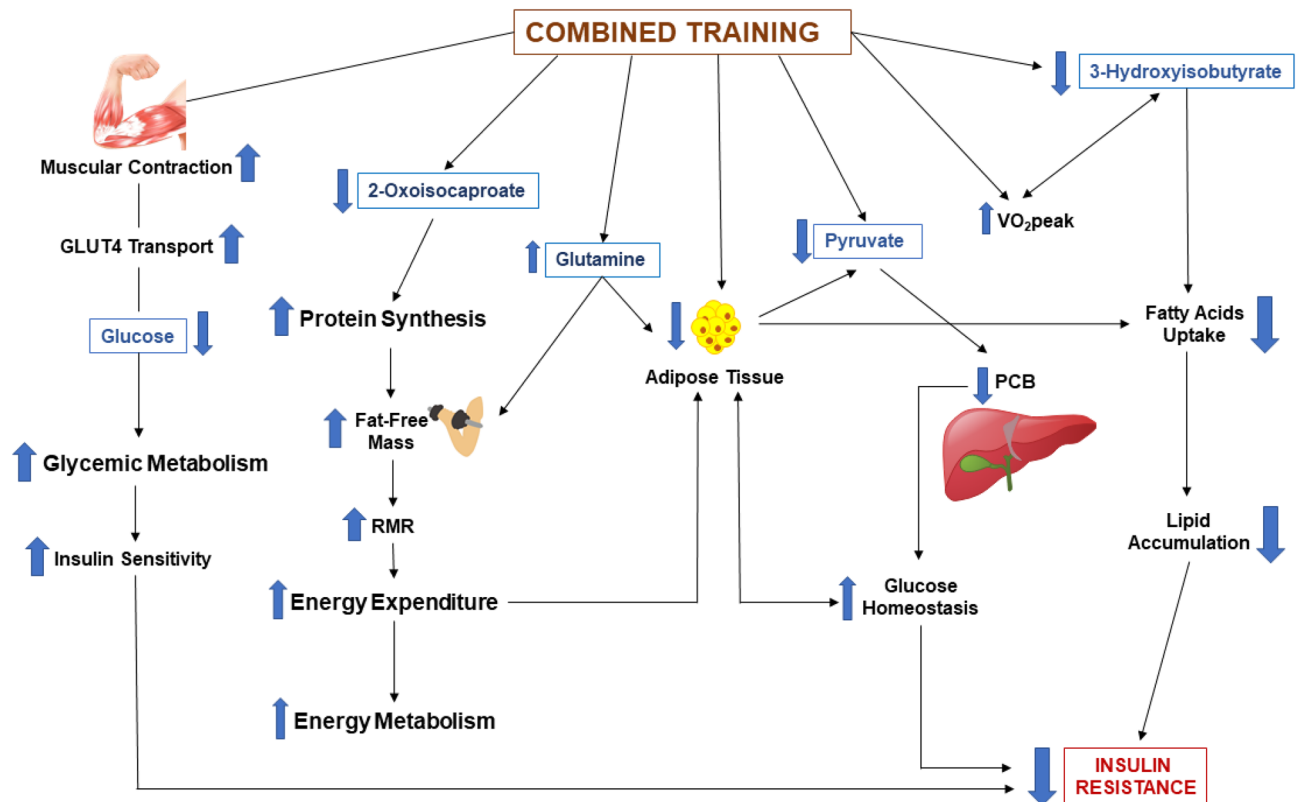 COMBINED TRAINING
3-Hydroxyisobutyrate
Muscular Contraction
2-Oxoisocaproate
GLUT4 Transport
Glutamine
Pyruvate
VO₂peak
Protein Synthesis
Glucose
Fatty Acids
Uptake
Adipose Tissue
PCB
Fat-Free
Mass
Glycemic Metabolism
RMR
Lipid
Accumulation
Insulin Sensitivity
Energy Expenditure
Glucose
Homeostasis
Energy Metabolism
INSULIN
RESISTANCE